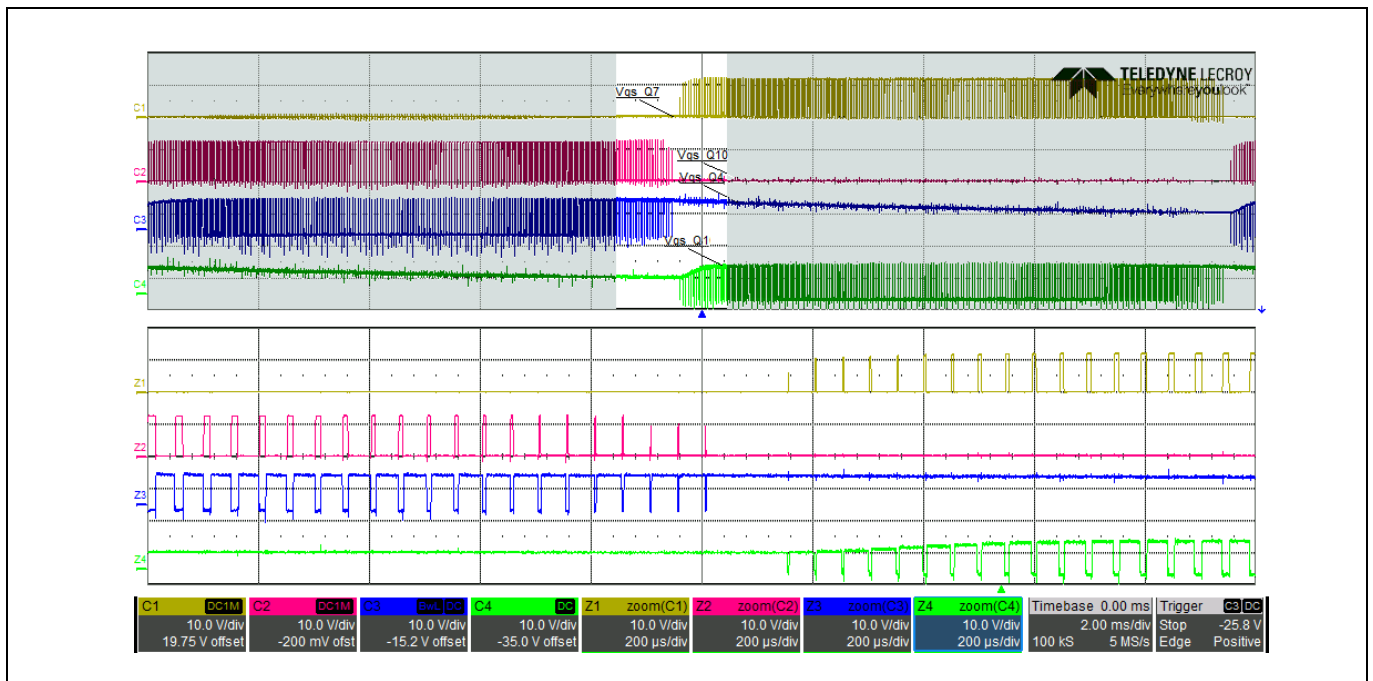 TELEDYNE LECROY
Everywhereyoulook™
Vgs_Q7
C1
Vgs_Q10
C2
Vgs_Q4
C3
Vgs_Q1
C4
Z1
Z2
Z3
Z4
C1 DC1M C2 DC1M C3 BwL DC C4 DC Z1 zoom(C1) Z2 zoom(C2) Z3 zoom(C3) Z4 zoom(C4) Timebase 0.00 ms Trigger C3 DC
10.0 V/div 10.0 V/div 10.0 V/div 10.0 V/div 10.0 V/div 10.0 V/div 10.0 V/div 10.0 V/div 2.00 ms/div Stop -25.8 V
19.75 V offset -200 mV ofst -15.2 V offset -35.0 V offset 200 µs/div 200 µs/div 200 µs/div 200 µs/div 100 kS 5 MS/s Edge Positive